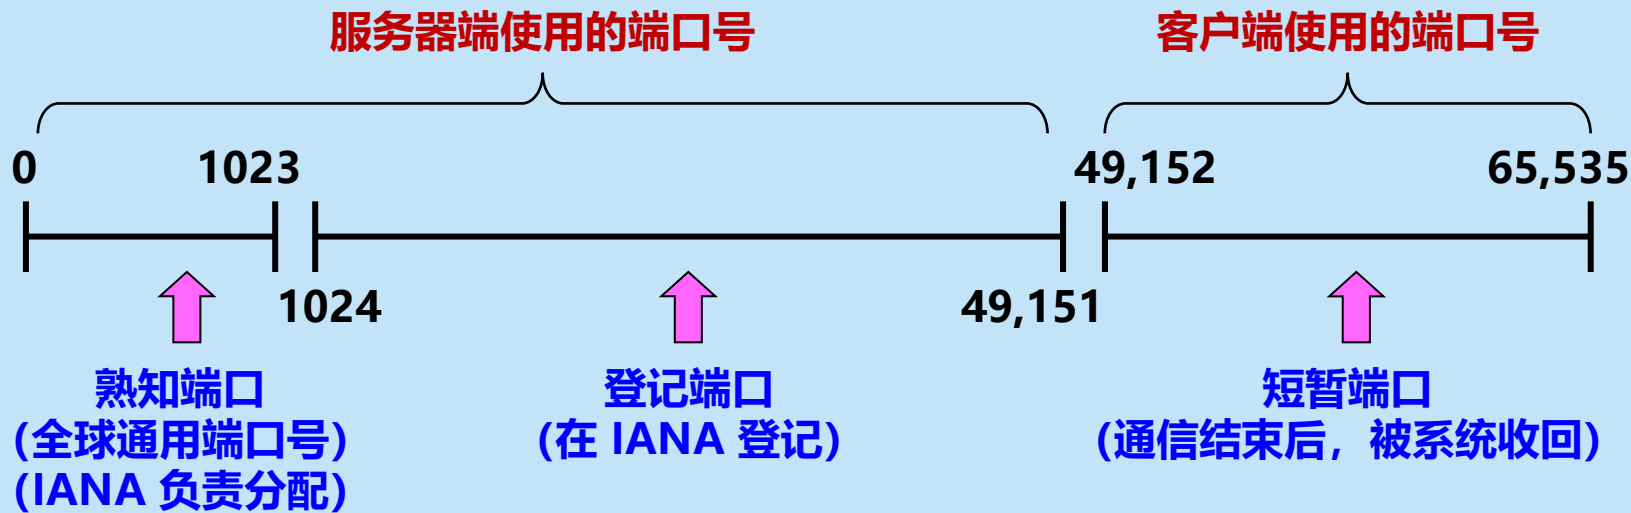 服务器端使用的端口号
客户端使用的端口号
0
1023
49,152
65,535
1024
49,151
熟知端口
(全球通用端口号)
(IANA 负责分配)
登记端口
(在 IANA 登记)
短暂端口
(通信结束后，被系统收回)